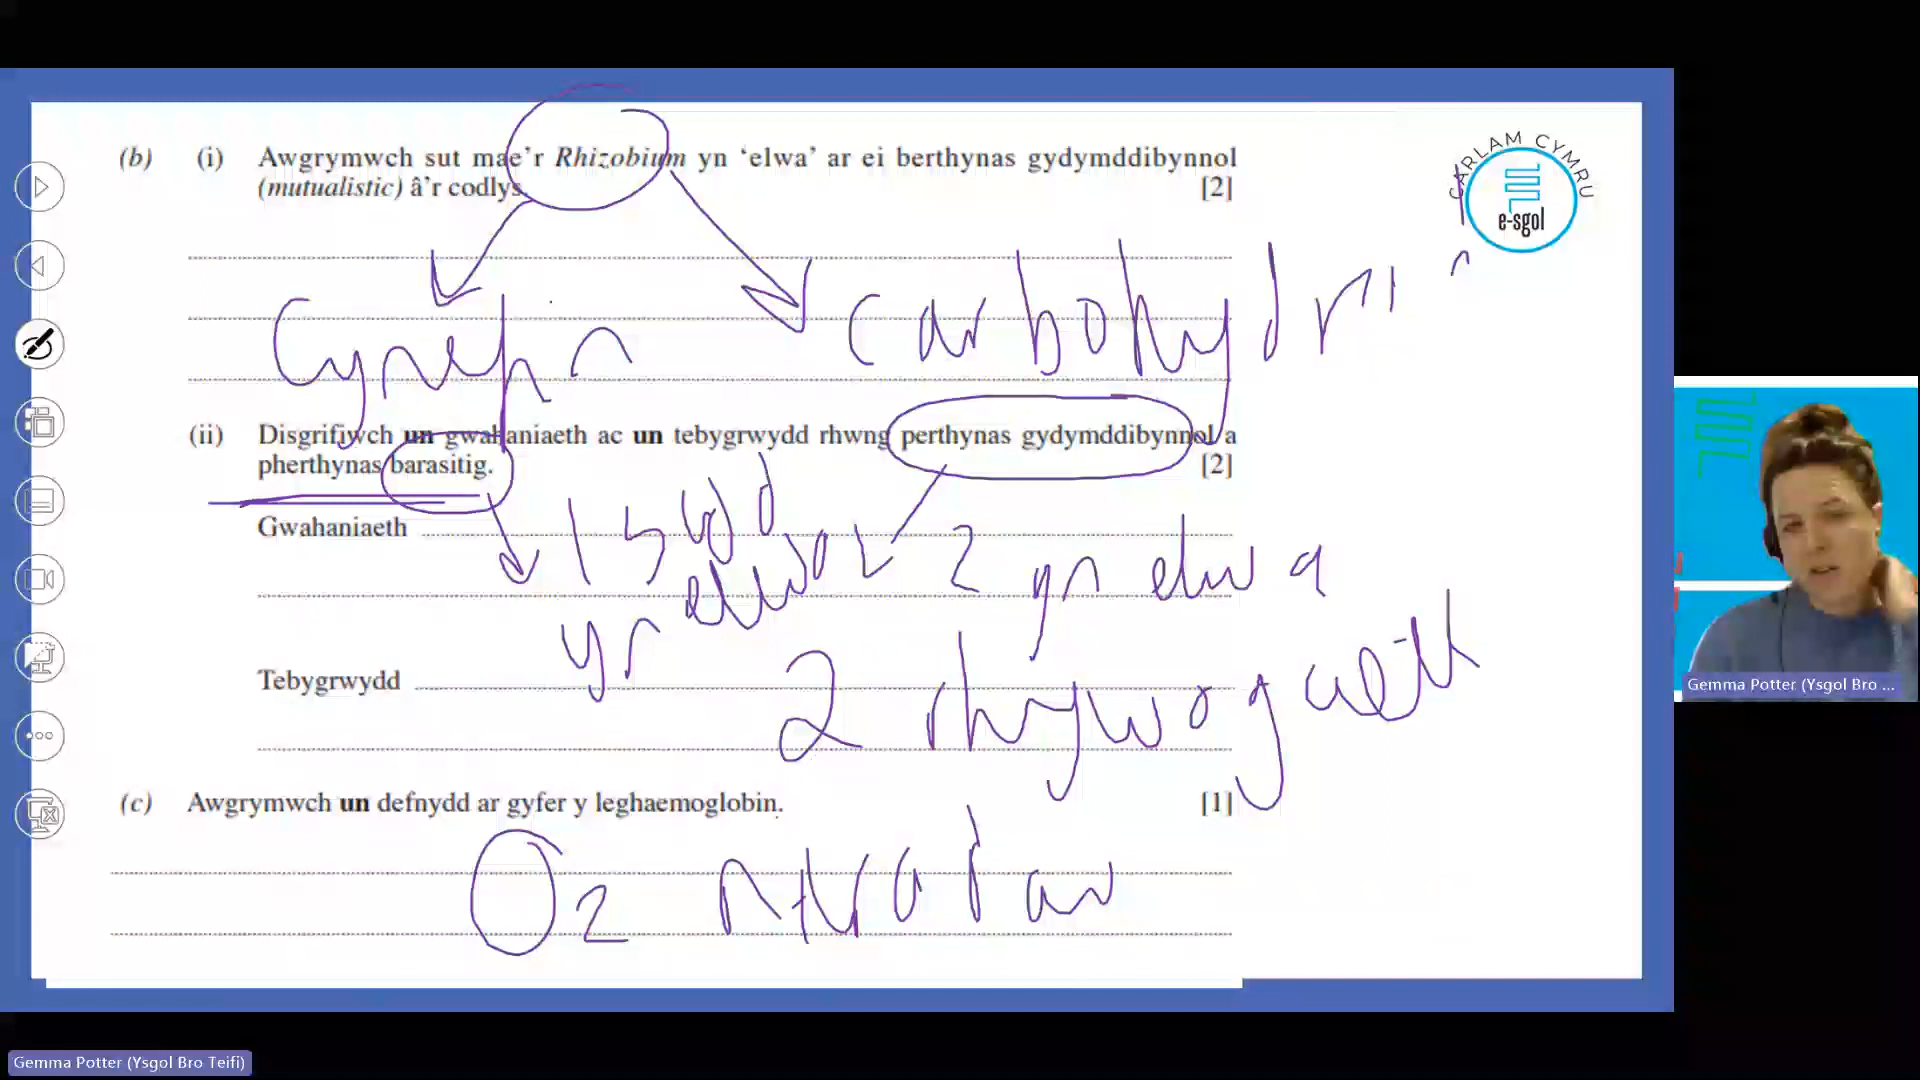 CARLAM CYMRU
e-sgol
(b) (i) Awgrymwch sut mae'r Rhizobium yn 'elwa' ar ei berthynas gydymddibynnol
(mutualistic) â'r codlys. [2]
Cynefin
carbohydr
(ii) Disgrifiwch un gwahaniaeth ac un tebygrwydd rhwng perthynas gydymddibynnol a
pherthynas barasitig. [2]
Gwahaniaeth
1 sydd
yn elwa
2 yn elwa
Tebygrwydd
2 rhywogaeth
(c) Awgrymwch un defnydd ar gyfer y leghaemoglobin. [1]
O2
Gemma Potter (Ysgol Bro ...
Gemma Potter (Ysgol Bro Teifi)